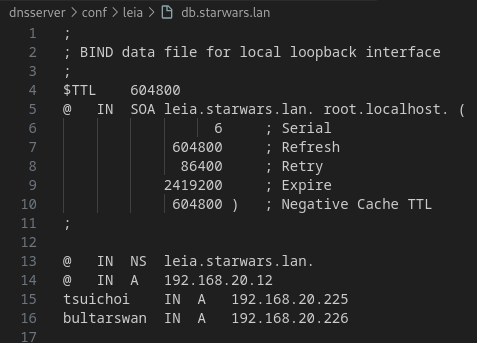 dnsserver > conf > leia > db.starwars.lan
1 ;
2 ; BIND data file for local loopback interface
3 ;
4 $TTL 604800
5 @ IN SOA leia.starwars.lan. root.localhost. (
6 6 ; Serial
7 604800 ; Refresh
8 86400 ; Retry
9 2419200 ; Expire
10 604800 ) ; Negative Cache TTL
11 ;
12
13 @ IN NS leia.starwars.lan.
14 @ IN A 192.168.20.12
15 tsuichoi IN A 192.168.20.225
16 bultarswan IN A 192.168.20.226
17